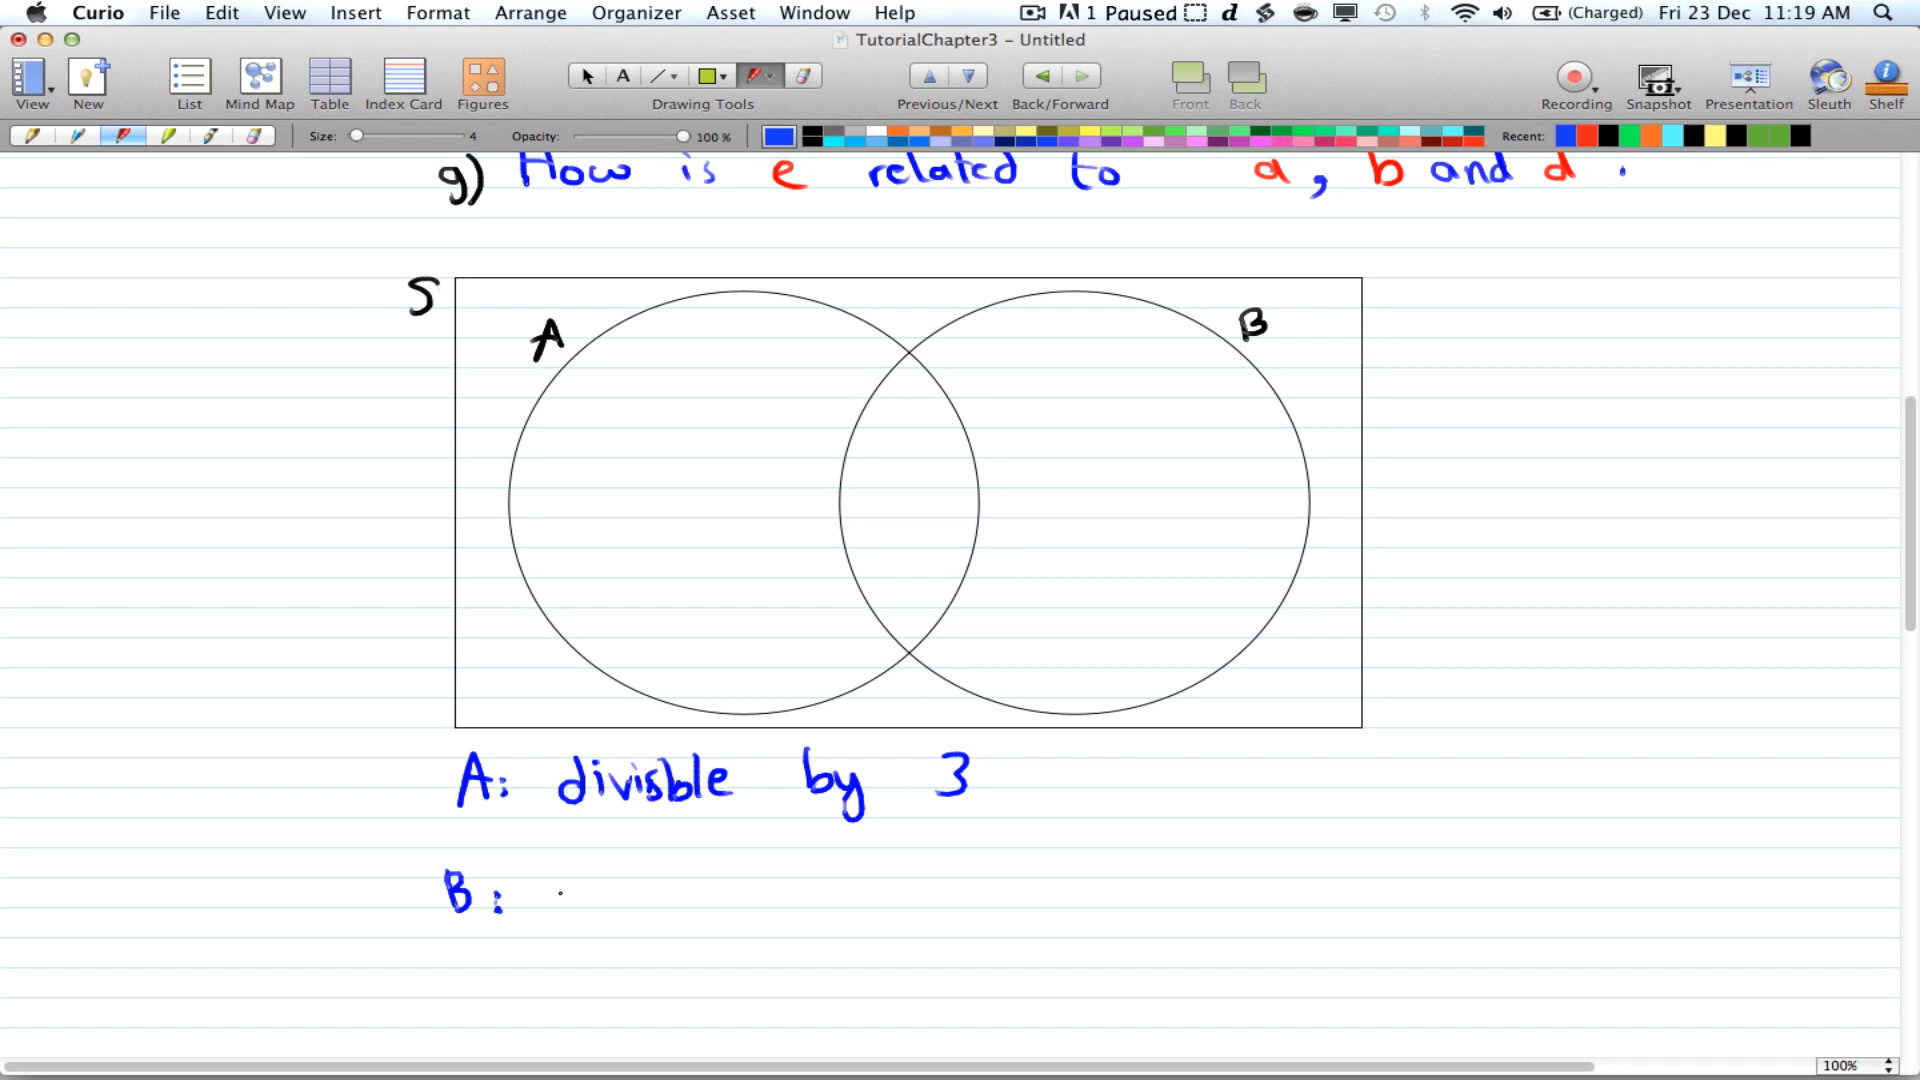 Curio File Edit View Insert Format Arrange Organizer Asset Window Help 1 Paused d (Charged) Fri 23 Dec 11:19 AM
TutorialChapter3 – Untitled
View New List Mind Map Table Index Card Figures Drawing Tools Previous/Next Back/Forward Front Back Recording Snapshot Presentation Sleuth Shelf
A
Size: 4 Opacity: 100 % Recent:
g) How is e related to a, b and d .
S
A
B
A: divisble by 3
B:
100%